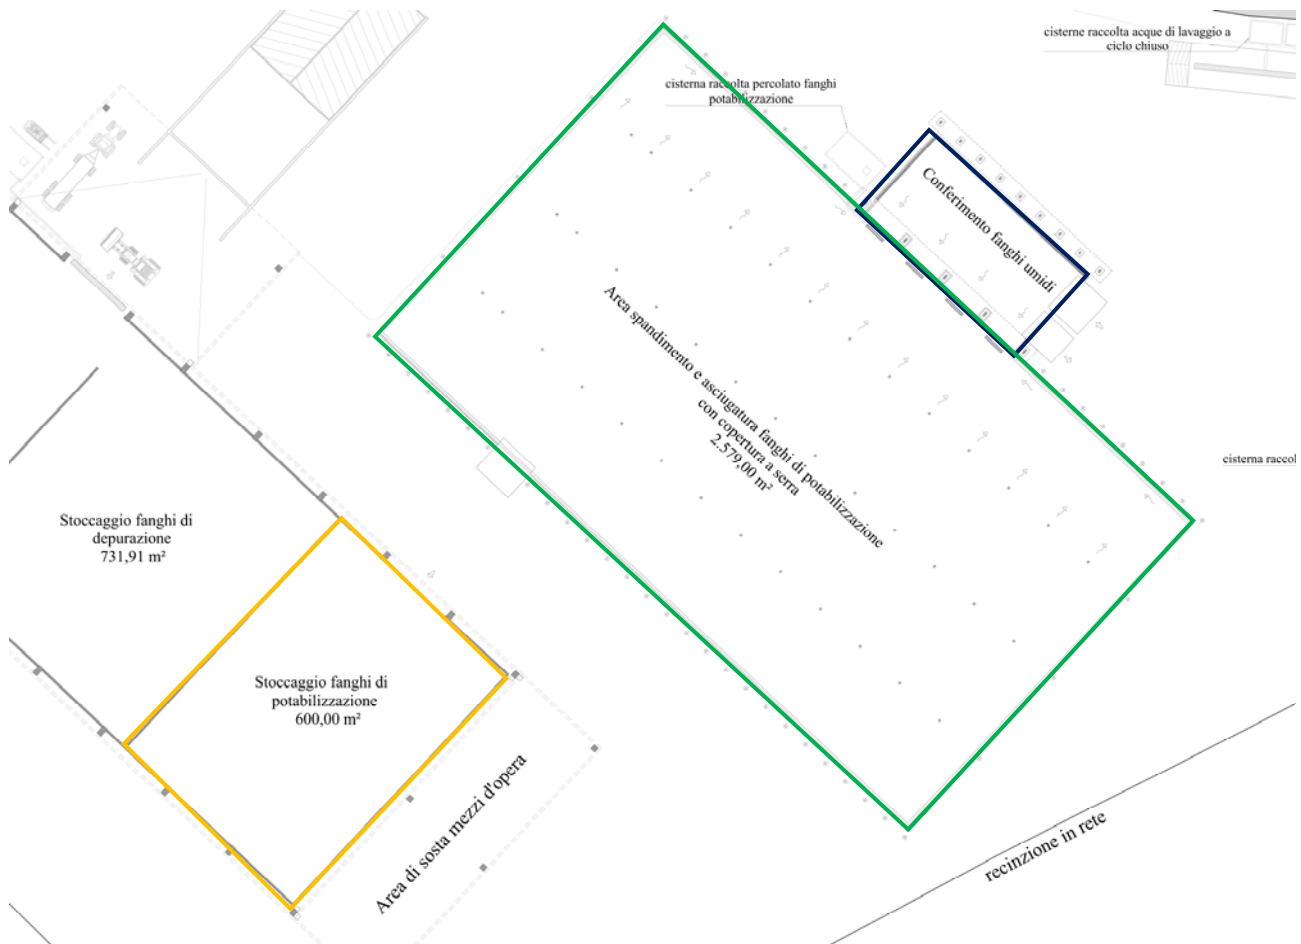 cisterne raccolta acque di lavaggio a
ciclo chiuso
cisterna raccolta percolato fanghi
potabilizzazione
Conferimento fanghi umidi
Area spandimento e asciugatura fanghi di potabilizzazione
con copertura a serra
2.579,00 m²
cisterna raccol
Stoccaggio fanghi di
depurazione
731,91 m²
Stoccaggio fanghi di
potabilizzazione
600,00 m²
Area di sosta mezzi d'opera
recinzione in rete